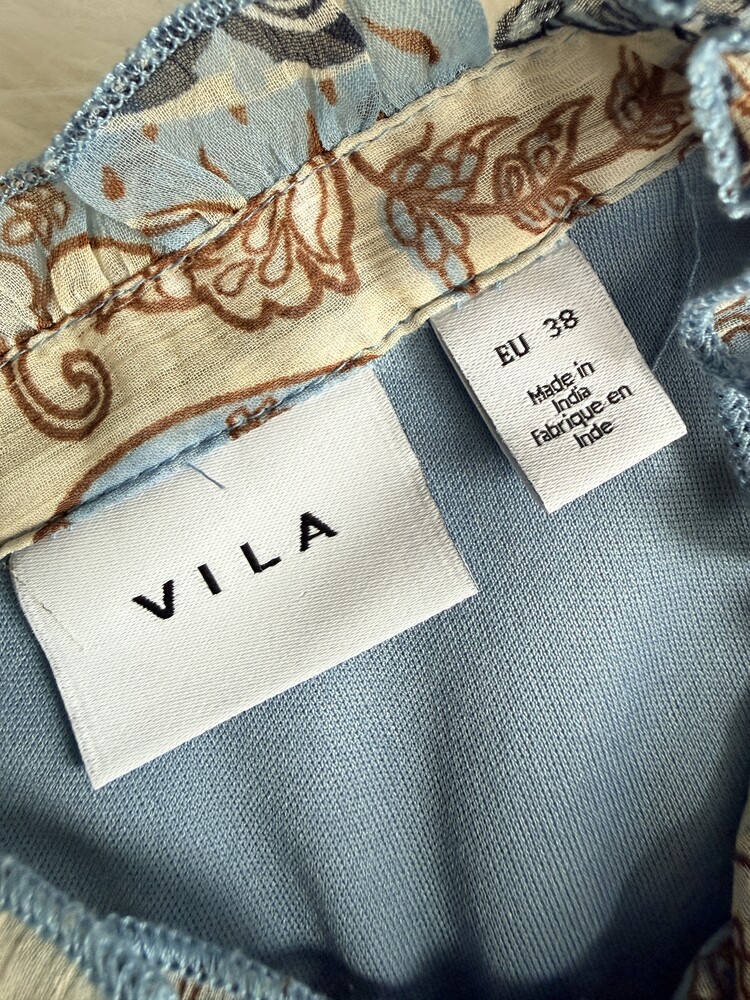 VILA
EU 38
Made in
India
Fabrique en
Inde